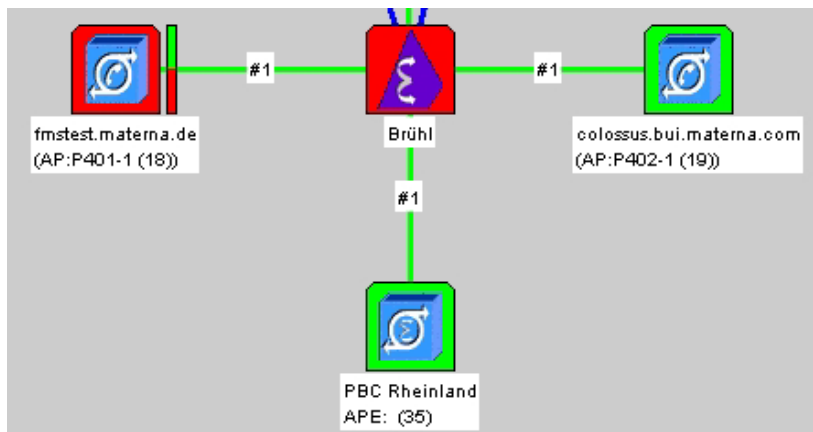 #1
#1
fmstest.materna.de
(AP:P401-1 (18))
Brühl
colossus.bui.materna.com
(AP:P402-1 (19))
#1
PBC Rheinland
APE: (35)